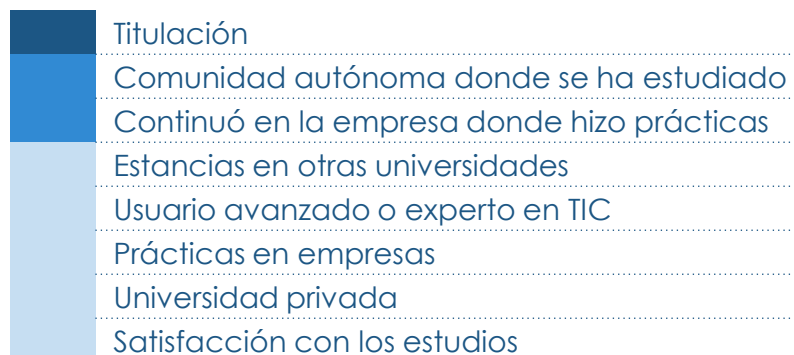 Titulación
Comunidad autónoma donde se ha estudiado
Continuó en la empresa donde hizo prácticas
Estancias en otras universidades
Usuario avanzado o experto en TIC
Prácticas en empresas
Universidad privada
Satisfacción con los estudios